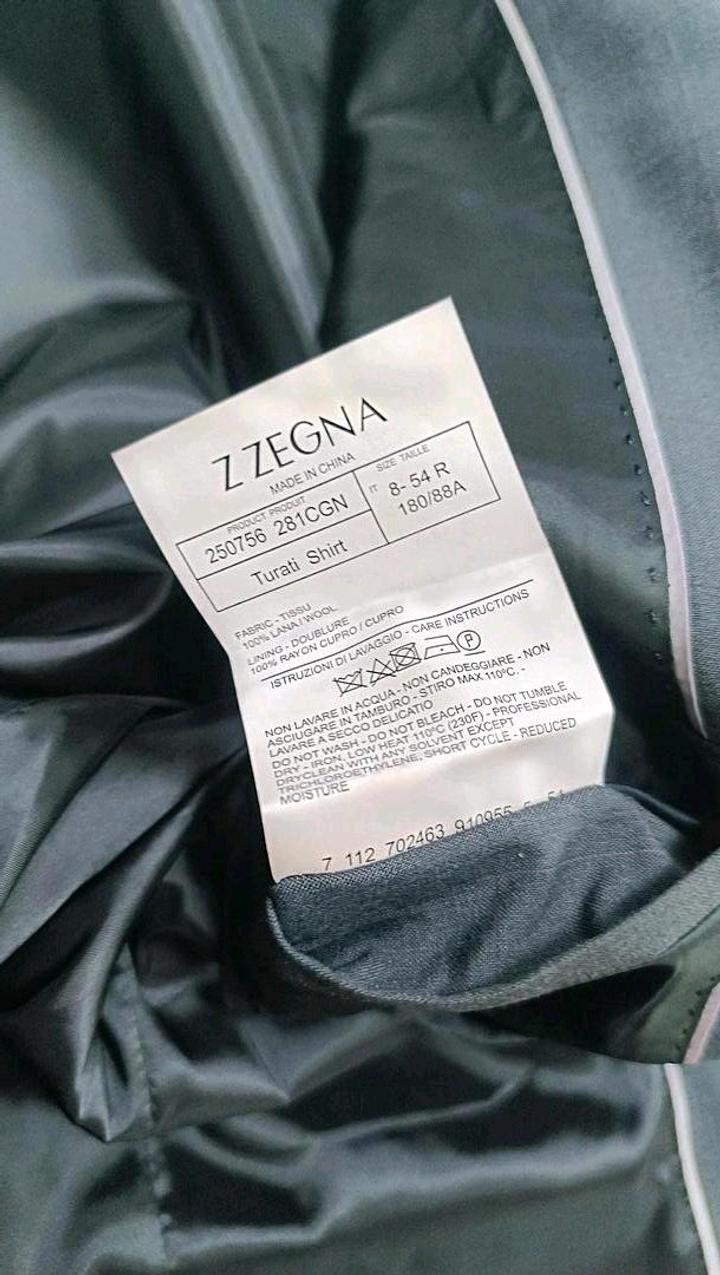 Z ZEGNA
MADE IN CHINA
PRODUCT PRODUIT
250756 281CGN
Turati Shirt
SIZE TAILLE
IT 8- 54 R
180/88A
FABRIC - TISSU
100% LANA / WOOL
LINING - DOUBLURE
100% RAYON CUPRO / CUPRO
ISTRUZIONI DI LAVAGGIO - CARE INSTRUCTIONS
P
NON LAVARE IN ACQUA - NON CANDEGGIARE - NON
ASCIUGARE IN TAMBURO - STIRO MAX 110ºC. -
LAVARE A SECCO DELICATO
DO NOT WASH - DO NOT BLEACH - DO NOT TUMBLE
DRY - IRON, LOW HEAT 110ºC (230F) - PROFESSIONAL
DRYCLEAN WITH ANY SOLVENT EXCEPT
TRICHLOROETHYLENE, SHORT CYCLE - REDUCED
MOISTURE
7 112 702463 910955